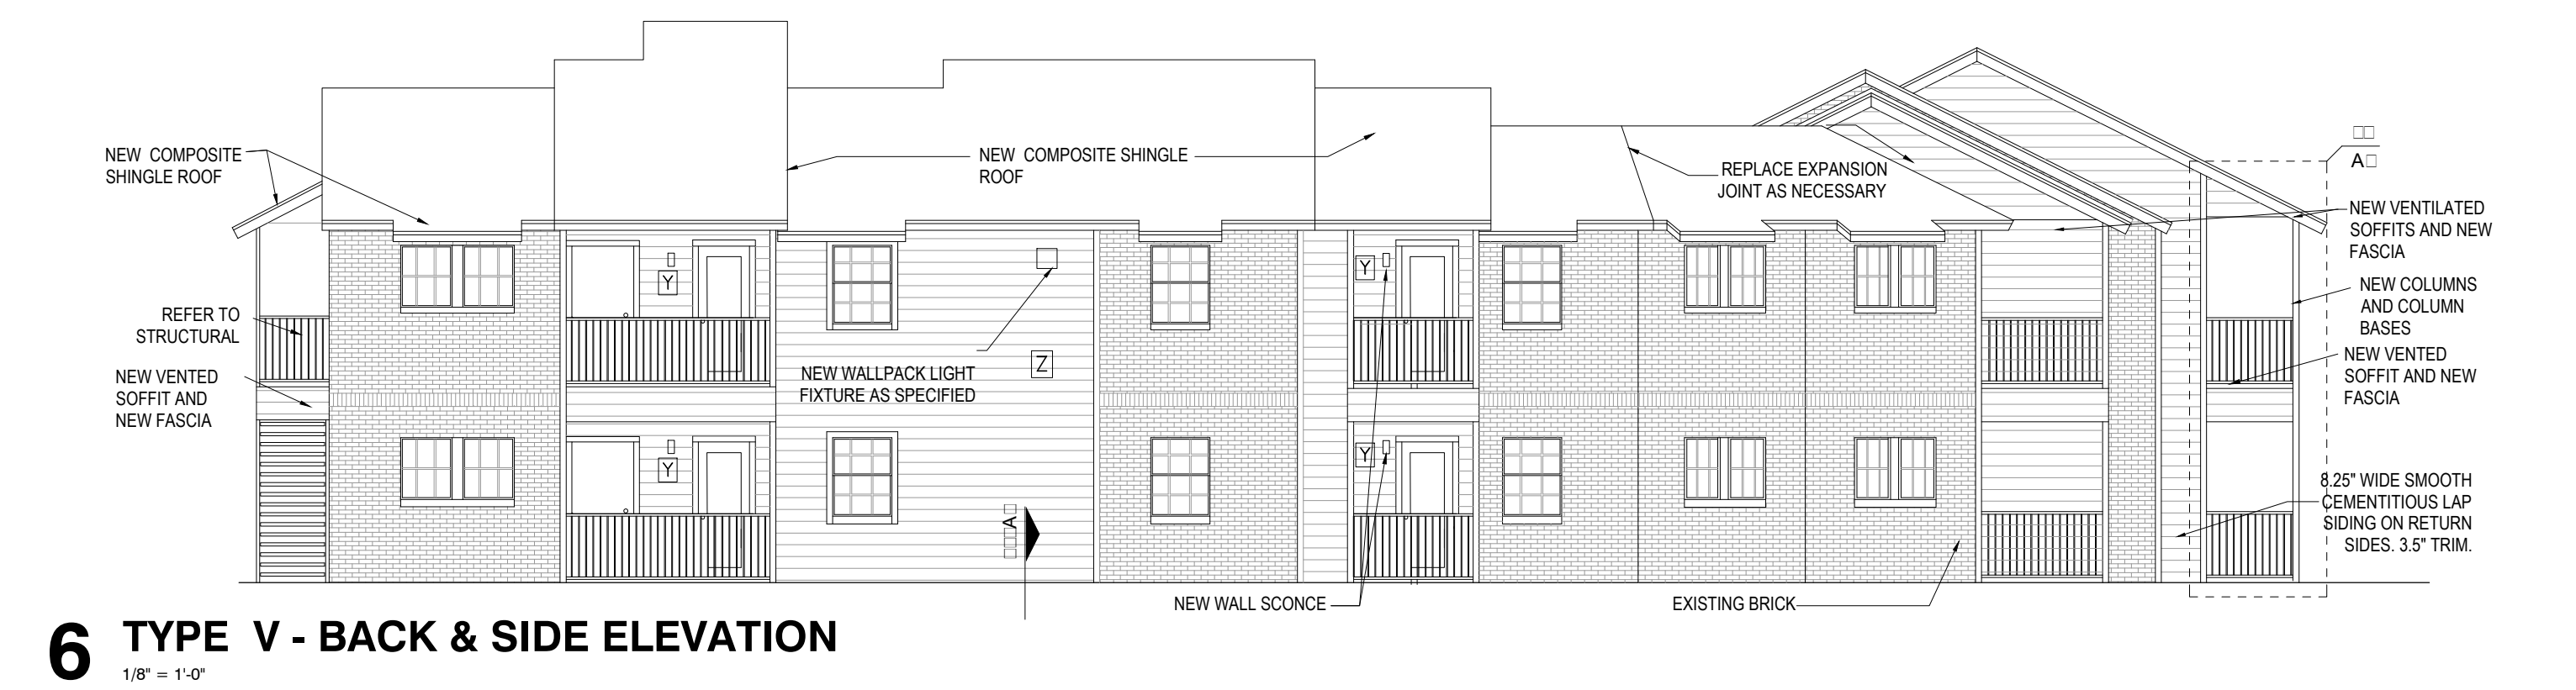 NEW COMPOSITE
SHINGLE ROOF
NEW COMPOSITE SHINGLE
ROOF
REPLACE EXPANSION
JOINT AS NECESSARY
A
NEW VENTILATED
SOFFITS AND NEW
FASCIA
NEW COLUMNS
AND COLUMN
BASES
REFER TO
STRUCTURAL
NEW VENTED
SOFFIT AND
NEW FASCIA
Y
Y
Z
NEW WALLPACK LIGHT
FIXTURE AS SPECIFIED
Y
Y
NEW VENTED
SOFFIT AND NEW
FASCIA
8.25" WIDE SMOOTH
CEMENTITIOUS LAP
SIDING ON RETURN
SIDES. 3.5" TRIM.
A
NEW WALL SCONCE
EXISTING BRICK
6 TYPE V - BACK & SIDE ELEVATION
1/8" = 1'-0"